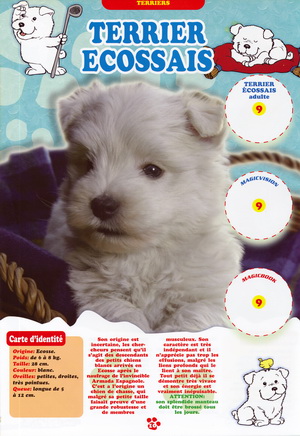 TERRIERS
TERRIER
ECOSSAIS
TERRIER
ÉCOSSAIS
adulte
9
MAGICVISION
9
MAGICBOOK
9
Carte d'identité
Origine: Ecosse.
Poids: de 6 à 8 kg.
Taille: 28 cm.
Couleur: blanc.
Oreilles: petites, droites,
très pointues.
Queue: longue de 5
à 12 cm.
Son origine est
incertaine, les cher-
cheurs pensent qu'il
s'agit des descendants
des petits chiens
blancs arrivés en
Ecosse après le
naufrage de l'invincible
Armada Espagnole.
C'est à l'origine un
chien de chasse, qui
malgré sa petite taille
faisait preuve d'une
grande robustesse et
de membres
musculeux. Son
caractère est très
indépendant et il
n'apprécie pas trop les
effusions, malgré les
liens profonds qui le
lient à son maître.
Tout petit déjà il se
démontre très vivace
et son énergie est
vraiment inépuisable.
ATTENTION:
son splendide manteau
doit être brossé tous
les jours.